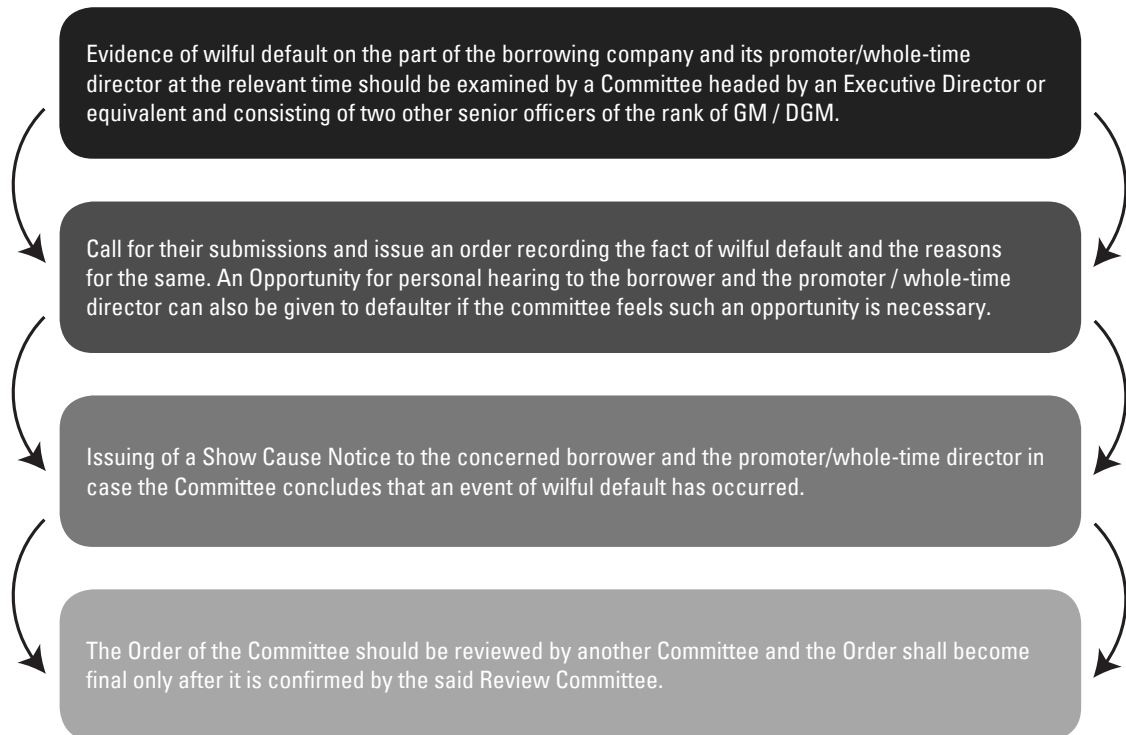 Evidence of wilful default on the part of the borrowing company and its promoter/whole-time
director at the relevant time should be examined by a Committee headed by an Executive Director or
equivalent and consisting of two other senior officers of the rank of GM / DGM.
Call for their submissions and issue an order recording the fact of wilful default and the reasons
for the same. An Opportunity for personal hearing to the borrower and the promoter / whole-time
director can also be given to defaulter if the committee feels such an opportunity is necessary.
Issuing of a Show Cause Notice to the concerned borrower and the promoter/whole-time director in
case the Committee concludes that an event of wilful default has occurred.
The Order of the Committee should be reviewed by another Committee and the Order shall become
final only after it is confirmed by the said Review Committee.